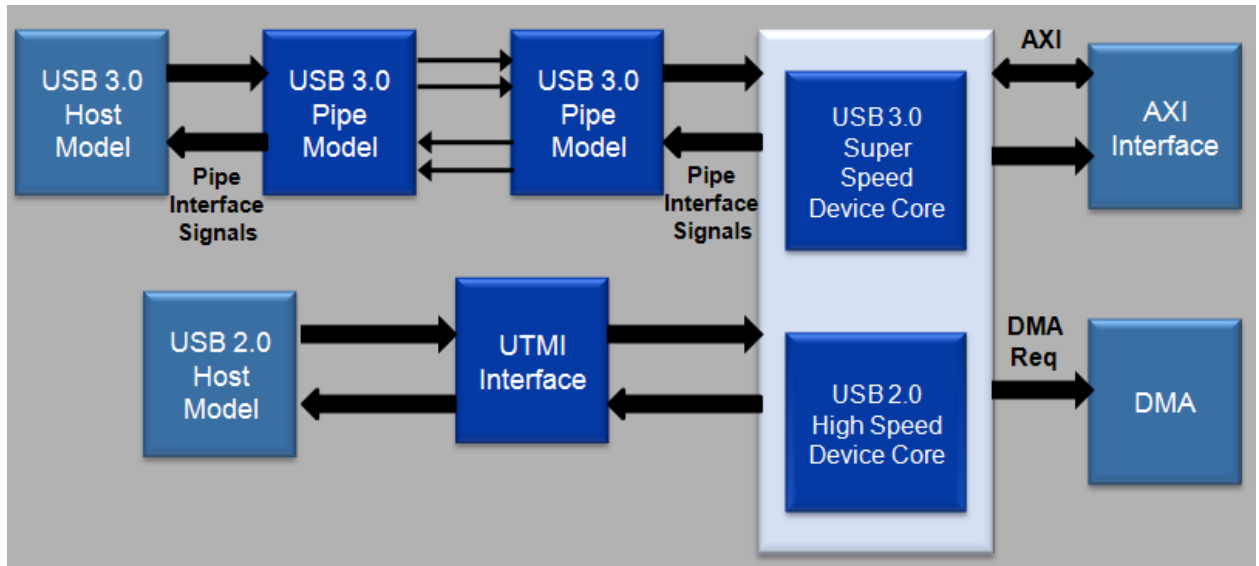 USB 3.0
Host
Model
USB 3.0
Pipe
Model
USB 3.0
Pipe
Model
Pipe
Interface
Signals
Pipe
Interface
Signals
USB 3.0
Super
Speed
Device Core
AXI
AXI
Interface
USB 2.0
Host
Model
UTMI
Interface
USB 2.0
High Speed
Device Core
DMA
Req
DMA